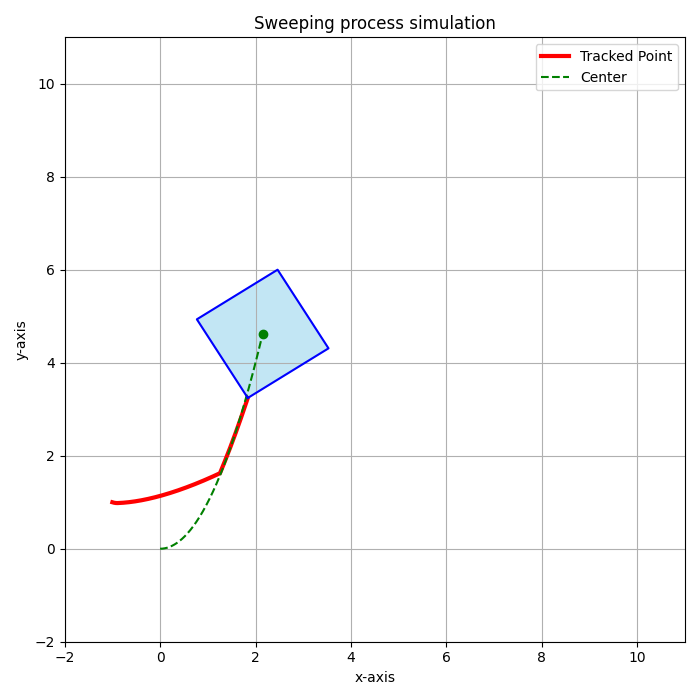 Sweeping process simulation
Tracked Point
Center
10
8
6
4
2
0
−2
y-axis
−2 0 2 4 6 8 10
x-axis